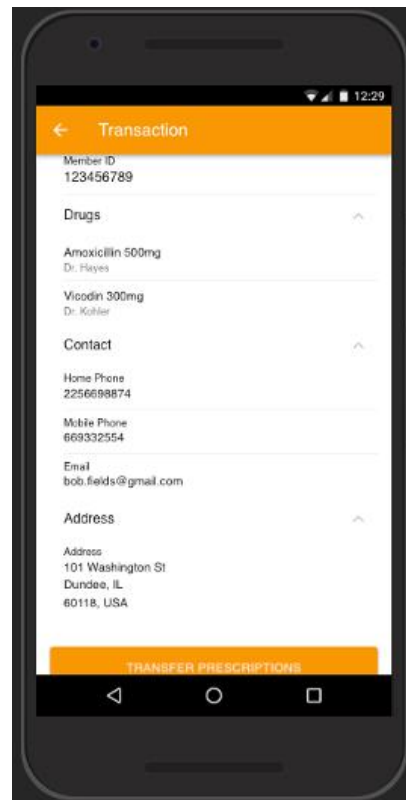 12:29
Transaction
Member ID
123456789
Drugs
Amoxicillin 500mg
Dr. Hayes
Vicodin 300mg
Dr. Kohler
Contact
Home Phone
2256698874
Mobile Phone
669332554
Email
bob.fields@gmail.com
Address
Address
101 Washington St
Dundee, IL
60118, USA
TRANSFER PRESCRIPTIONS